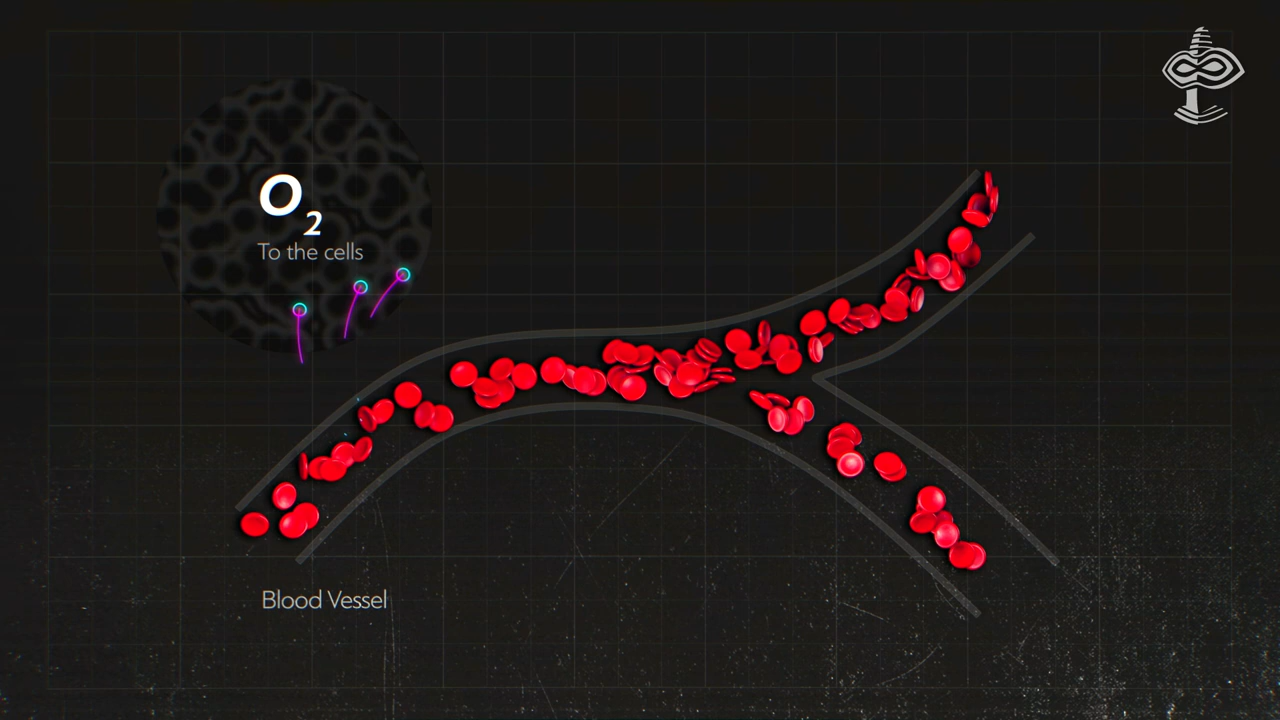 O₂
To the cells
Blood Vessel